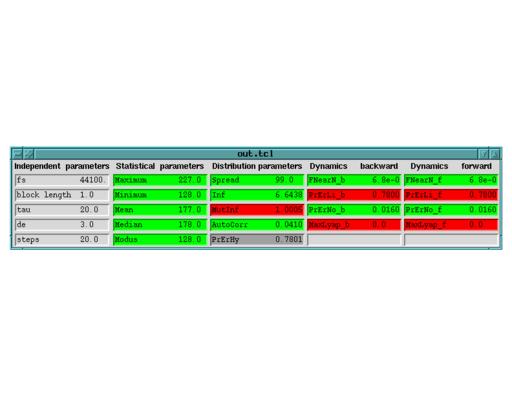 out.tcl
Independent parameters Statistical parameters Distribution parameters Dynamics backward Dynamics forward
fs 44100. Maximum 227.0 Spread 99.0 FNearN_b 6.8e-0 FNearN_f 6.8e-0
block length 1.0 Minimum 128.0 Inf 6.6438 PrErLi_b 0.7800 PrErLi_f 0.7800
tau 20.0 Mean 177.0 MutInf 1.0005 PrErNo_b 0.0160 PrErNo_f 0.0160
de 3.0 Median 178.0 AutoCorr 0.0410 MaxLyap_b 0.0 MaxLyap_f 0.0
steps 20.0 Modus 128.0 PrErHy 0.7801